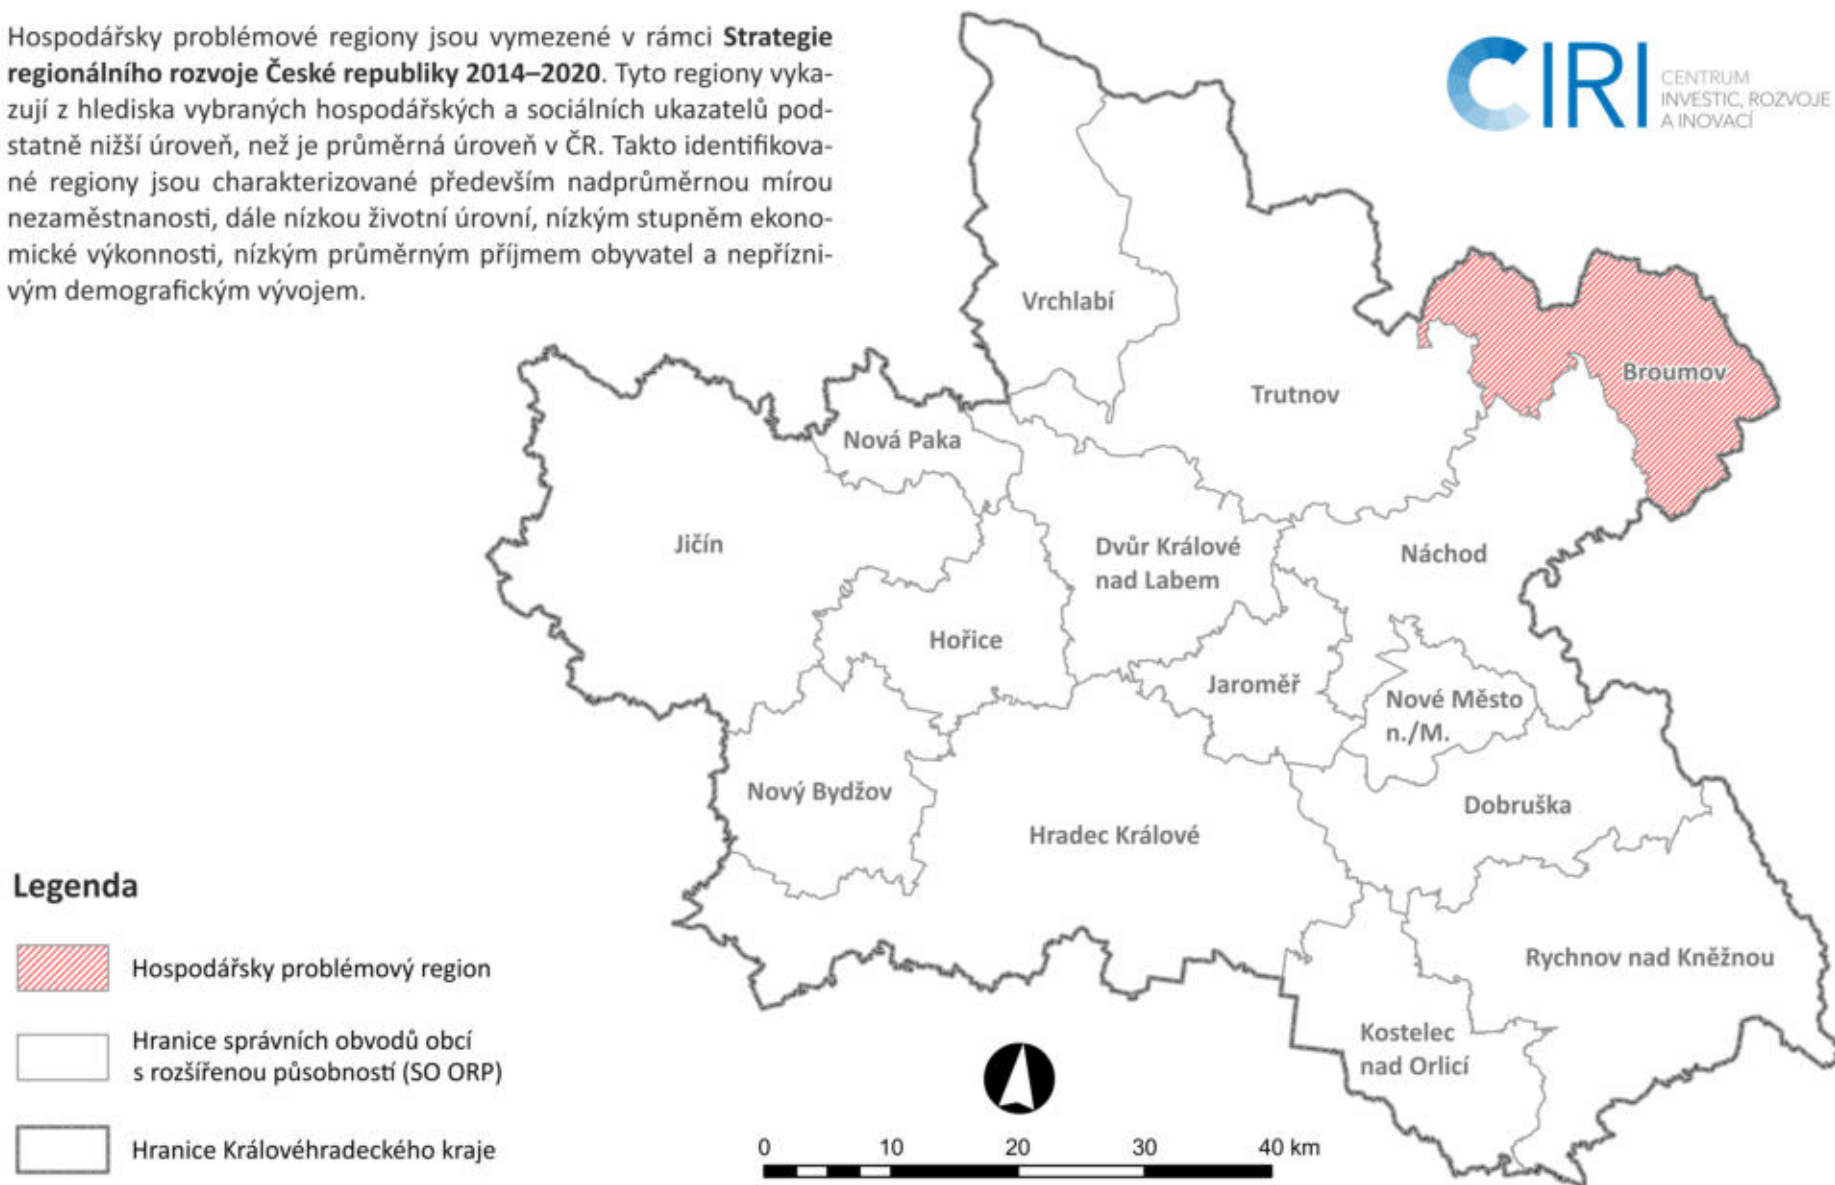 Hospodářsky problémové regiony jsou vymezené v rámci Strategie
regionálního rozvoje České republiky 2014–2020. Tyto regiony vyka-
zují z hlediska vybraných hospodářských a sociálních ukazatelů pod-
statně nižší úroveň, než je průměrná úroveň v ČR. Takto identifikova-
né regiony jsou charakterizované především nadprůměrnou mírou
nezaměstnanosti, dále nízkou životní úrovní, nízkým stupněm ekono-
mické výkonnosti, nízkým průměrným příjmem obyvatel a nepřízni-
vým demografickým vývojem.
CIRI
CENTRUM
INVESTIC, ROZVOJE
A INOVACÍ
Vrchlabí
Trutnov
Broumov
Nová Paka
Jičín
Dvůr Králové
nad Labem
Náchod
Hořice
Jaroměř
Nové Město
n./M.
Nový Bydžov
Hradec Králové
Dobruška
Rychnov nad Kněžnou
Kostelec
nad Orlicí
Legenda
Hospodářsky problémový region
Hranice správních obvodů obcí
s rozšířenou působností (SO ORP)
Hranice Královéhradeckého kraje
0 10 20 30 40 km